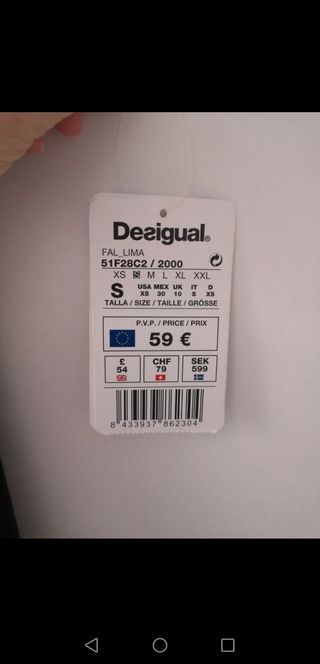 Desigual®
FAL_LIMA
51F28C2 / 2000
XS S M L XL XXL
S
USA MEX UK IT D
XS 30 10 S XS
TALLA / SIZE / TAILLE / GRÖSSE
P.V.P. / PRICE / PRIX
59 €
£ CHF SEK
54 79 599
8 433937 862304